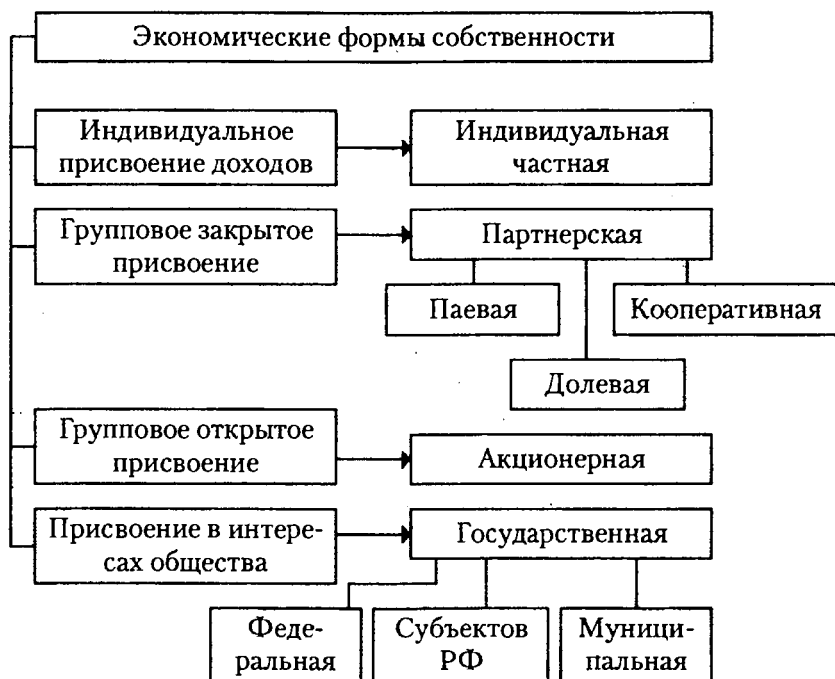 Экономические формы собственности
Индивидуальное
присвоение доходов
Индивидуальная
частная
Групповое закрытое
присвоение
Партнерская
Паевая
Кооперативная
Долевая
Групповое открытое
присвоение
Акционерная
Присвоение в интере-
сах общества
Государственная
Феде-
ральная
Субъектов
РФ
Муници-
пальная